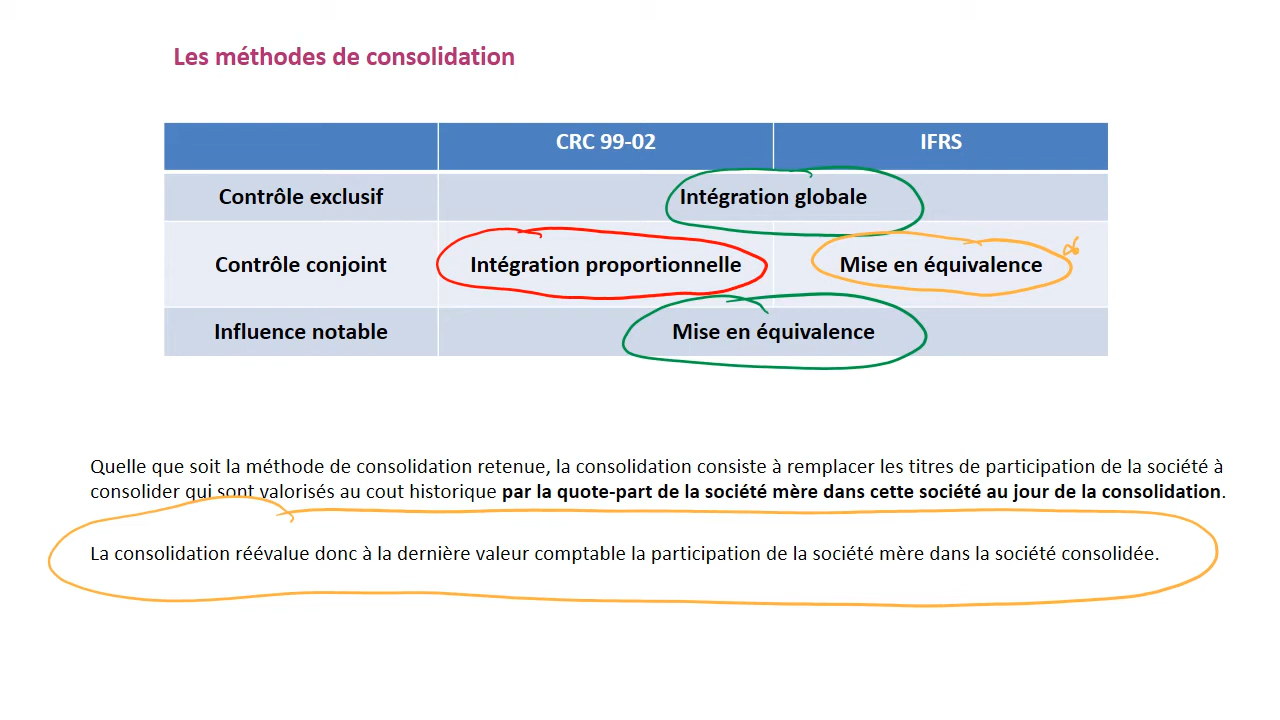 Les méthodes de consolidation
CRC 99-02 IFRS
Contrôle exclusif Intégration globale
Contrôle conjoint Intégration proportionnelle Mise en équivalence
Influence notable Mise en équivalence
Quelle que soit la méthode de consolidation retenue, la consolidation consiste à remplacer les titres de participation de la société à
consolider qui sont valorisés au cout historique par la quote-part de la société mère dans cette société au jour de la consolidation.
La consolidation réévalue donc à la dernière valeur comptable la participation de la société mère dans la société consolidée.